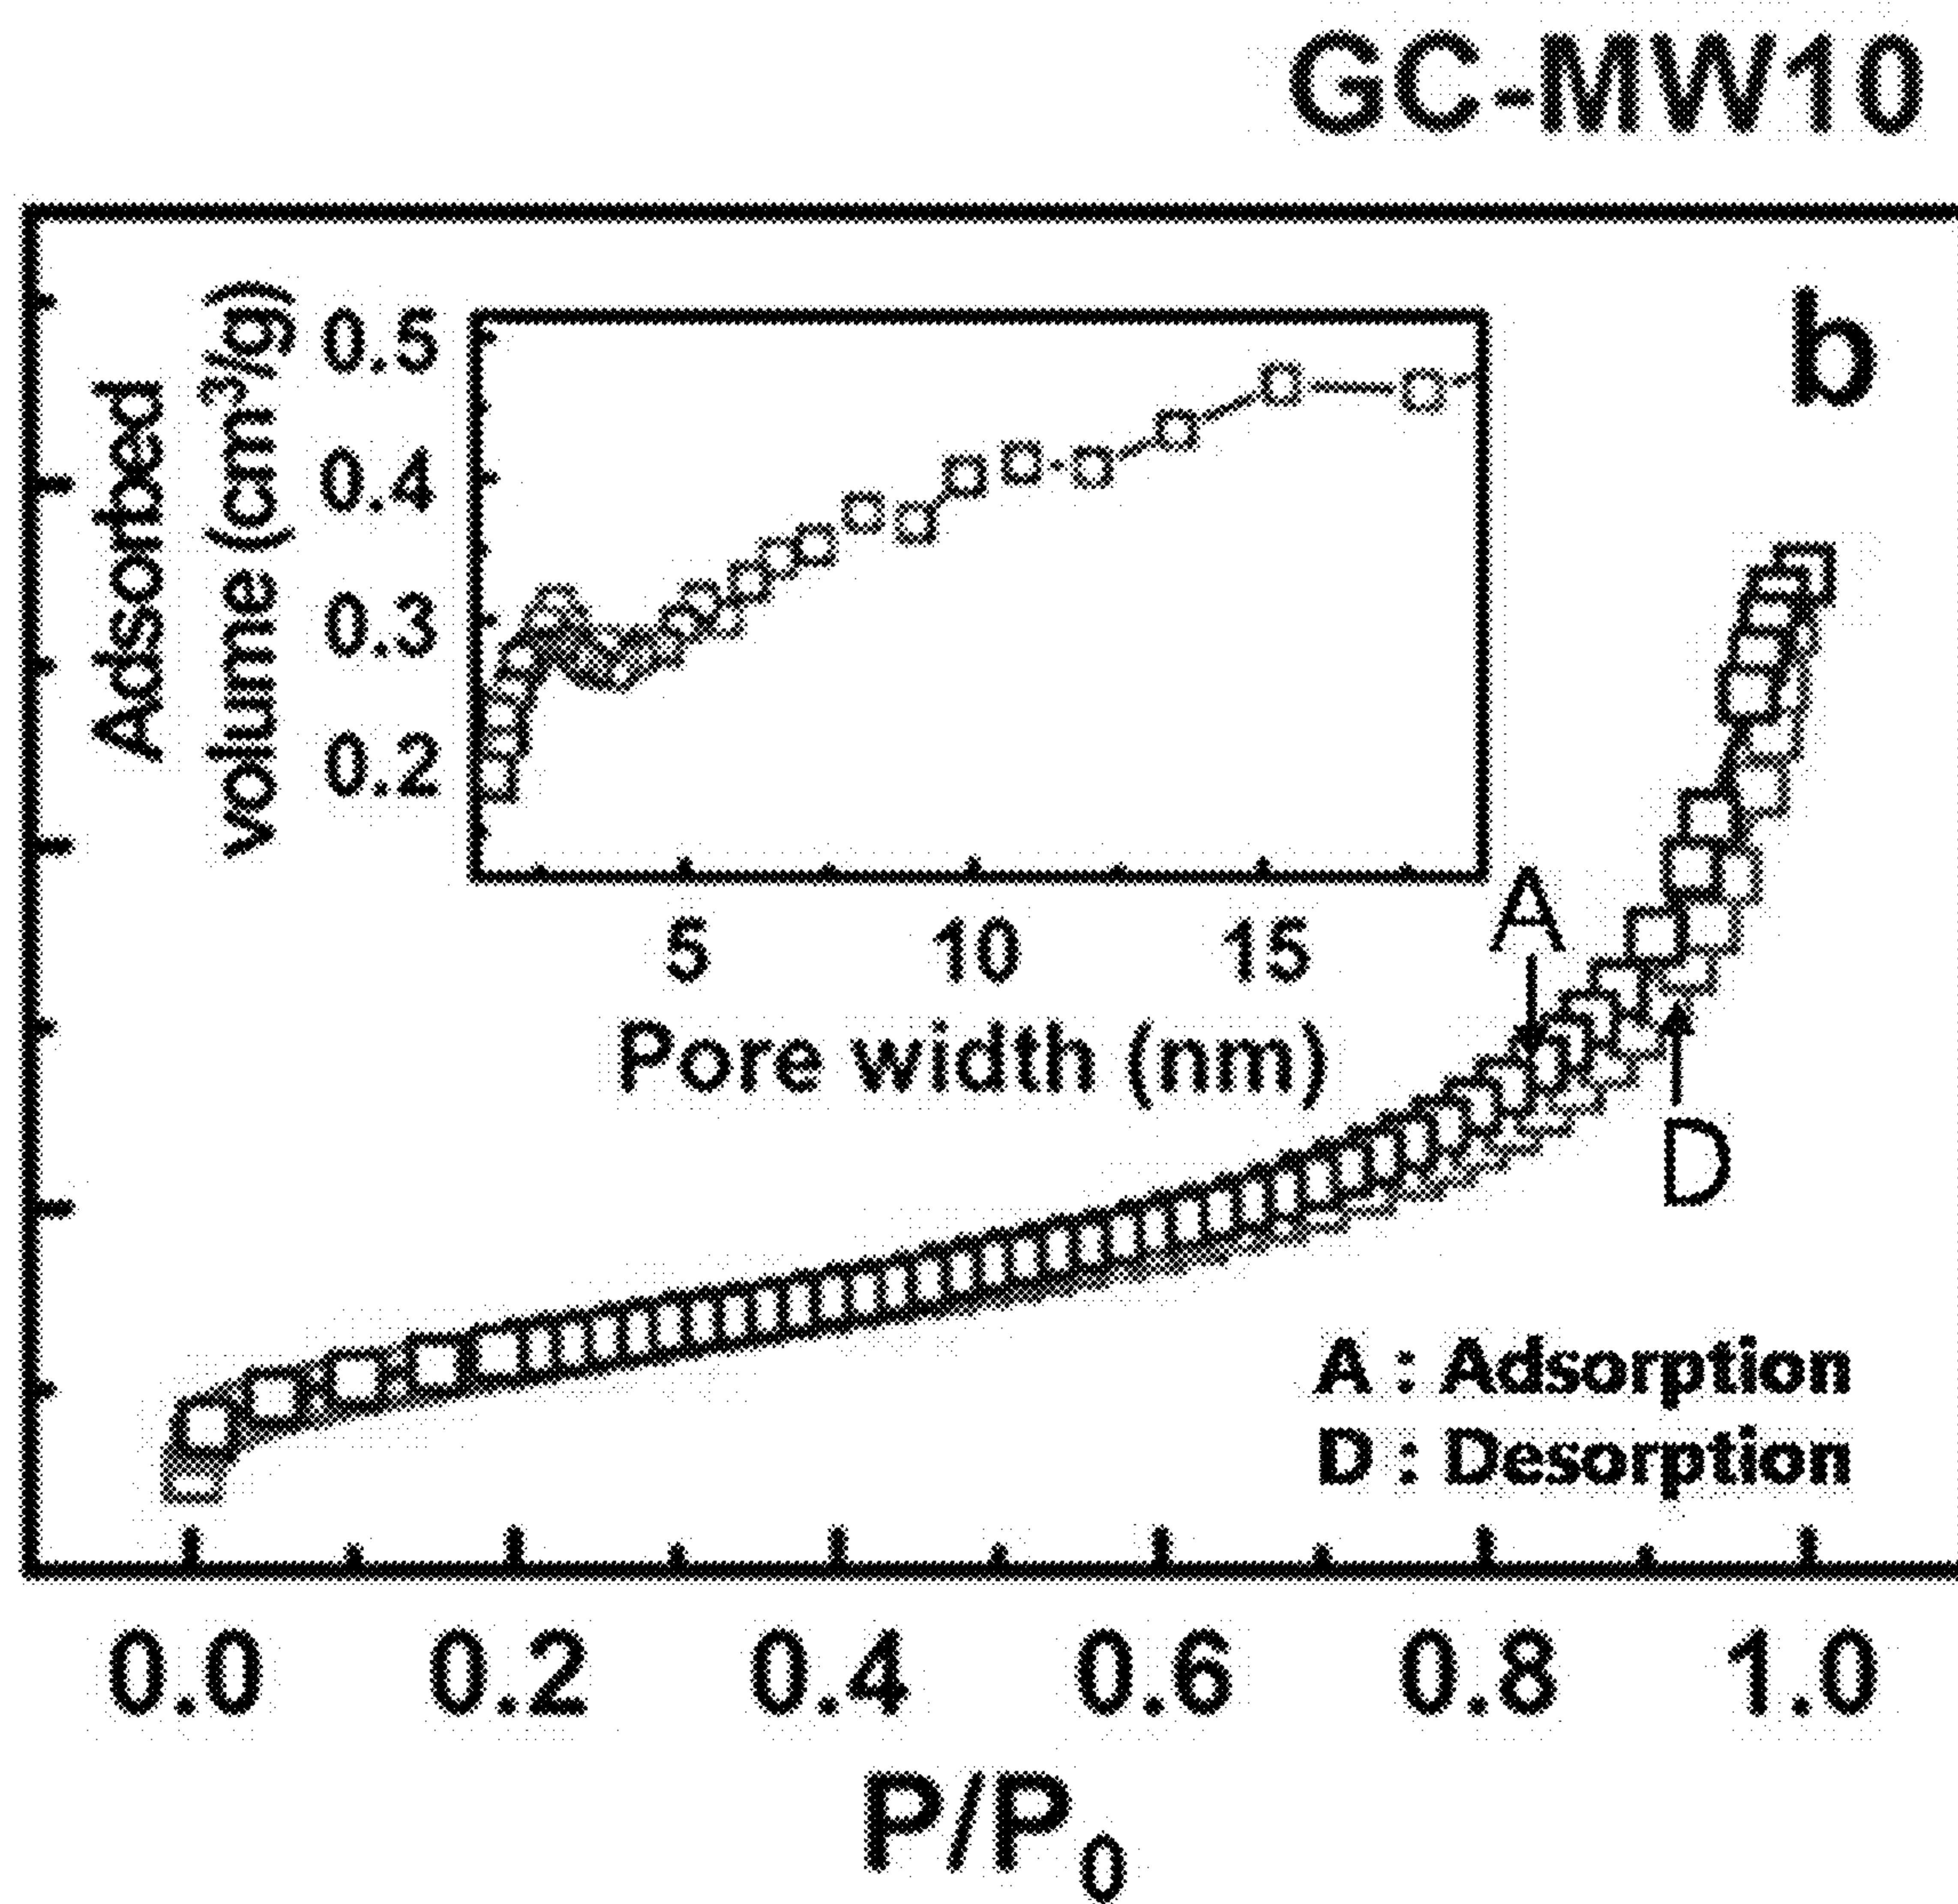 GC-MW10
b
Adsorbed
volume (cm³/g)
0.5
0.4
0.3
0.2
5 10 15
Pore width (nm)
A
D
A : Adsorption
D : Desorption
0.0 0.2 0.4 0.6 0.8 1.0
P/P₀